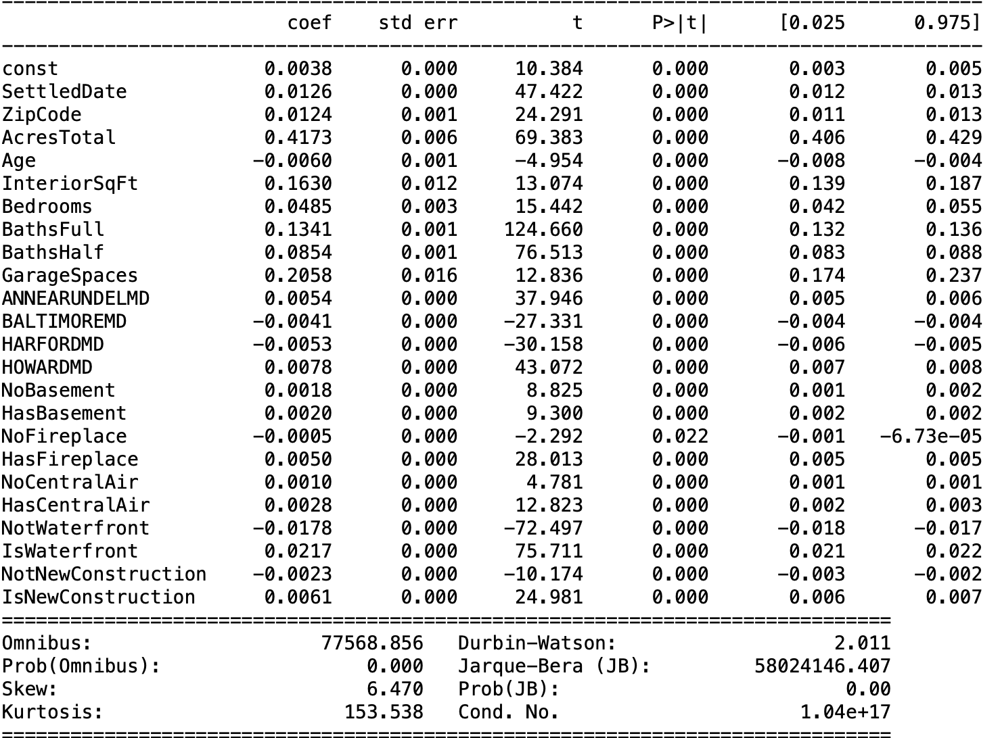 coef std err t P>|t| [0.025 0.975]
const 0.0038 0.000 10.384 0.000 0.003 0.005
SettledDate 0.0126 0.000 47.422 0.000 0.012 0.013
ZipCode 0.0124 0.001 24.291 0.000 0.011 0.013
AcresTotal 0.4173 0.006 69.383 0.000 0.406 0.429
Age -0.0060 0.001 -4.954 0.000 -0.008 -0.004
InteriorSqFt 0.1630 0.012 13.074 0.000 0.139 0.187
Bedrooms 0.0485 0.003 15.442 0.000 0.042 0.055
BathsFull 0.1341 0.001 124.660 0.000 0.132 0.136
BathsHalf 0.0854 0.001 76.513 0.000 0.083 0.088
GarageSpaces 0.2058 0.016 12.836 0.000 0.174 0.237
ANNEARUNDELMD 0.0054 0.000 37.946 0.000 0.005 0.006
BALTIMOREMD -0.0041 0.000 -27.331 0.000 -0.004 -0.004
HARFORDMD -0.0053 0.000 -30.158 0.000 -0.006 -0.005
HOWARDMD 0.0078 0.000 43.072 0.000 0.007 0.008
NoBasement 0.0018 0.000 8.825 0.000 0.001 0.002
HasBasement 0.0020 0.000 9.300 0.000 0.002 0.002
NoFireplace -0.0005 0.000 -2.292 0.022 -0.001 -6.73e-05
HasFireplace 0.0050 0.000 28.013 0.000 0.005 0.005
NoCentralAir 0.0010 0.000 4.781 0.000 0.001 0.001
HasCentralAir 0.0028 0.000 12.823 0.000 0.002 0.003
NotWaterfront -0.0178 0.000 -72.497 0.000 -0.018 -0.017
IsWaterfront 0.0217 0.000 75.711 0.000 0.021 0.022
NotNewConstruction -0.0023 0.000 -10.174 0.000 -0.003 -0.002
IsNewConstruction 0.0061 0.000 24.981 0.000 0.006 0.007
Omnibus: 77568.856 Durbin-Watson: 2.011
Prob(Omnibus): 0.000 Jarque-Bera (JB): 58024146.407
Skew: 6.470 Prob(JB): 0.00
Kurtosis: 153.538 Cond. No. 1.04e+17